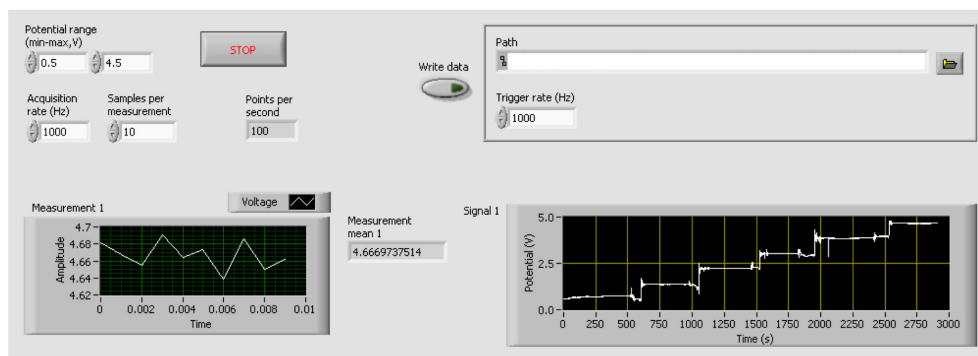 Potential range
(min-max,V)
0.5
4.5
STOP
Write data
Path
Acquisition
rate (Hz)
1000
Samples per
measurement
10
Points per
second
100
Trigger rate (Hz)
1000
Measurement 1
Voltage
4.7
4.68
4.66
4.64
4.62
Amplitude
0 0.002 0.004 0.006 0.008 0.01
Time
Measurement
mean 1
4.6669737514
Signal 1
5.0
2.5
0.0
Potential (V)
0 250 500 750 1000 1250 1500 1750 2000 2250 2500 2750 3000
Time (s)